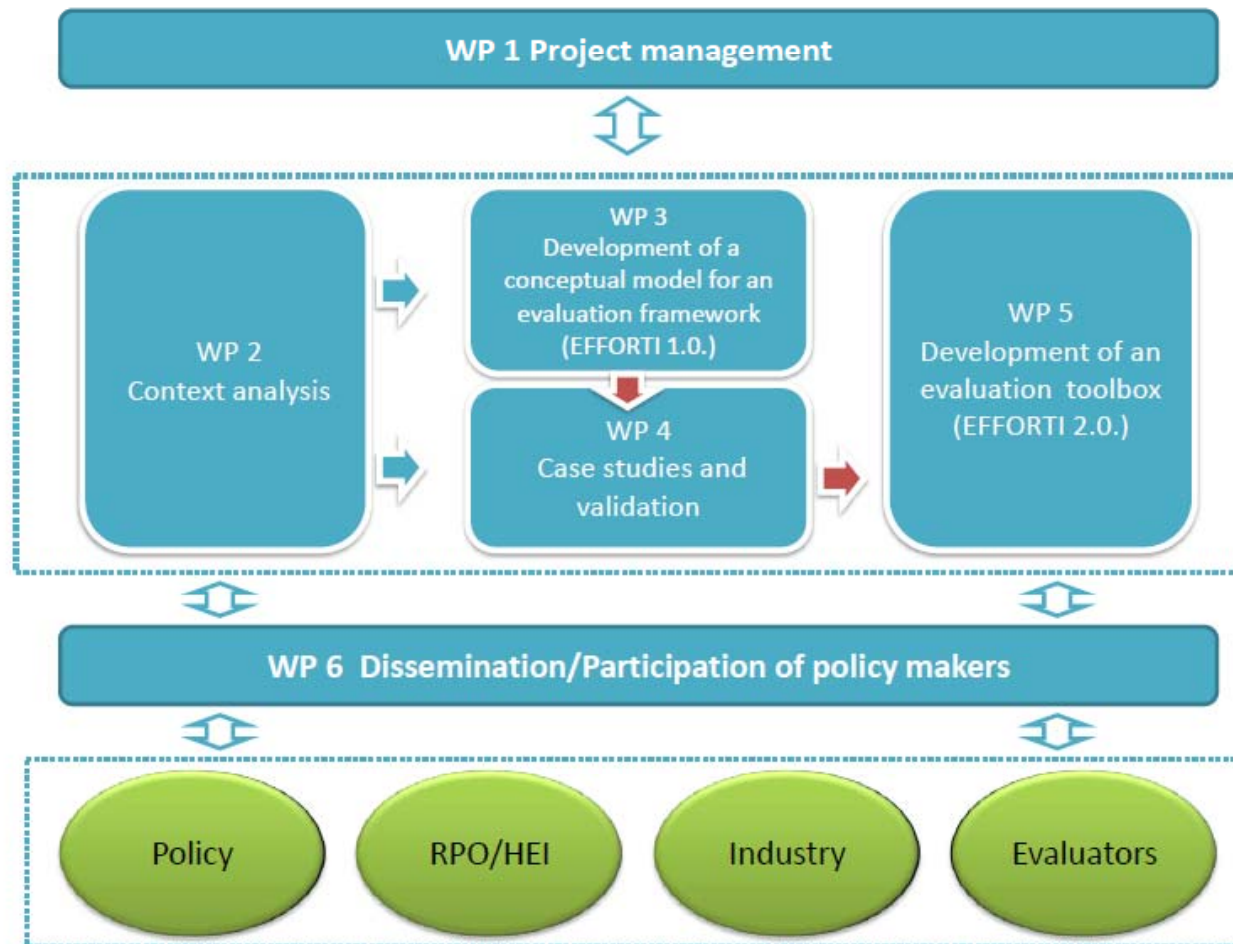 WP 1 Project management
WP 2
Context analysis
WP 3
Development of a
conceptual model for an
evaluation framework
(EFFORTI 1.0.)
WP 4
Case studies and
validation
WP 5
Development of an
evaluation toolbox
(EFFORTI 2.0.)
WP 6 Dissemination/Participation of policy makers
Policy
RPO/HEI
Industry
Evaluators